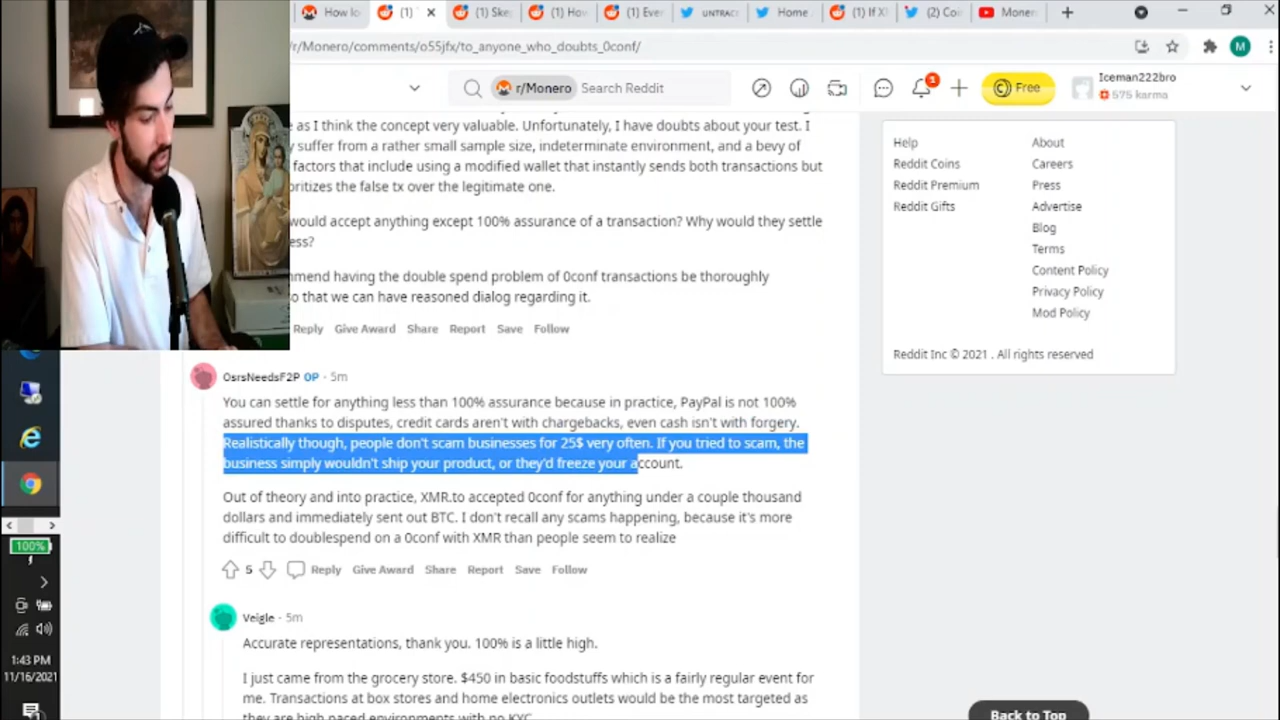 How lo
(1)
(1) Ske
(1) Hov
(1) Ever
UNTRACE
Home
(1) If X
(2) Coi
Moner
/r/Monero/comments/o55jfx/to_anyone_who_doubts_0conf/
M
r/Monero Search Reddit
1
Free
Iceman222bro
575 karma
as I think the concept very valuable. Unfortunately, I have doubts about your test. I
suffer from a rather small sample size, indeterminate environment, and a bevy of
factors that include using a modified wallet that instantly sends both transactions but
the false tx over the legitimate one.
would accept anything except 100% assurance of a transaction? Why would they settle
having the double spend problem of 0conf transactions be thoroughly
so that we can have reasoned dialog regarding it.
Reply Give Award Share Report Save Follow
OsrsNeedsF2P OP · 5m
You can settle for anything less than 100% assurance because in practice, PayPal is not 100%
assured thanks to disputes, credit cards aren't with chargebacks, even cash isn't with forgery.
Realistically though, people don't scam businesses for 25$ very often. If you tried to scam, the
business simply wouldn't ship your product, or they'd freeze your account.
Out of theory and into practice, XMR.to accepted 0conf for anything under a couple thousand
dollars and immediately sent out BTC. I don't recall any scams happening, because it's more
difficult to doublespend on a 0conf with XMR than people seem to realize
5 Reply Give Award Share Report Save Follow
Veigle · 5m
Accurate representations, thank you. 100% is a little high.
I just came from the grocery store. $450 in basic foodstuffs which is a fairly regular event for
me. Transactions at box stores and home electronics outlets would be the most targeted as
they are high paced environments with no KYC
Help About
Reddit Coins Careers
Reddit Premium Press
Reddit Gifts Advertise
Blog
Terms
Content Policy
Privacy Policy
Mod Policy
Reddit Inc © 2021 . All rights reserved
Back to Top
100%
1:43 PM
11/16/2021